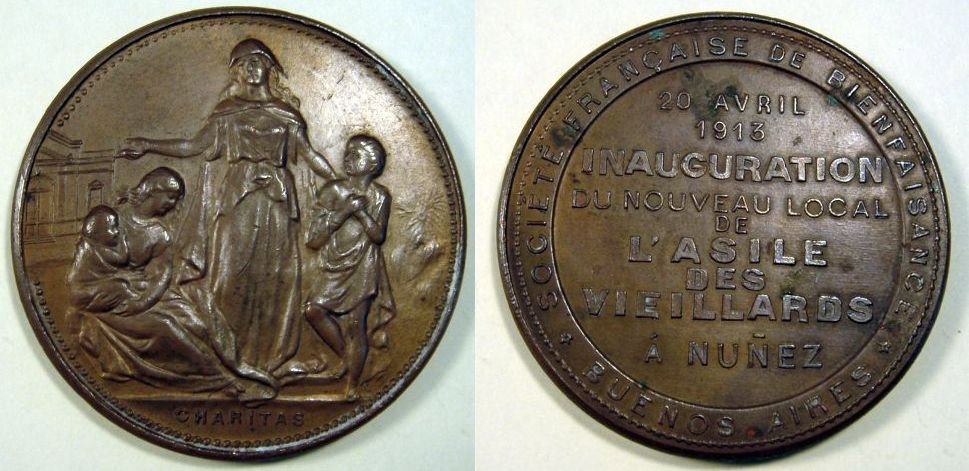 CHARITAS
SOCIÉTÉ FRANÇAISE DE BIENFAISANCE
20 AVRIL
1913
INAUGURATION
DU NOUVEAU LOCAL
DE
L'ASILE
DES
VIEILLARDS
À NUÑEZ
* BUENOS AIRES *